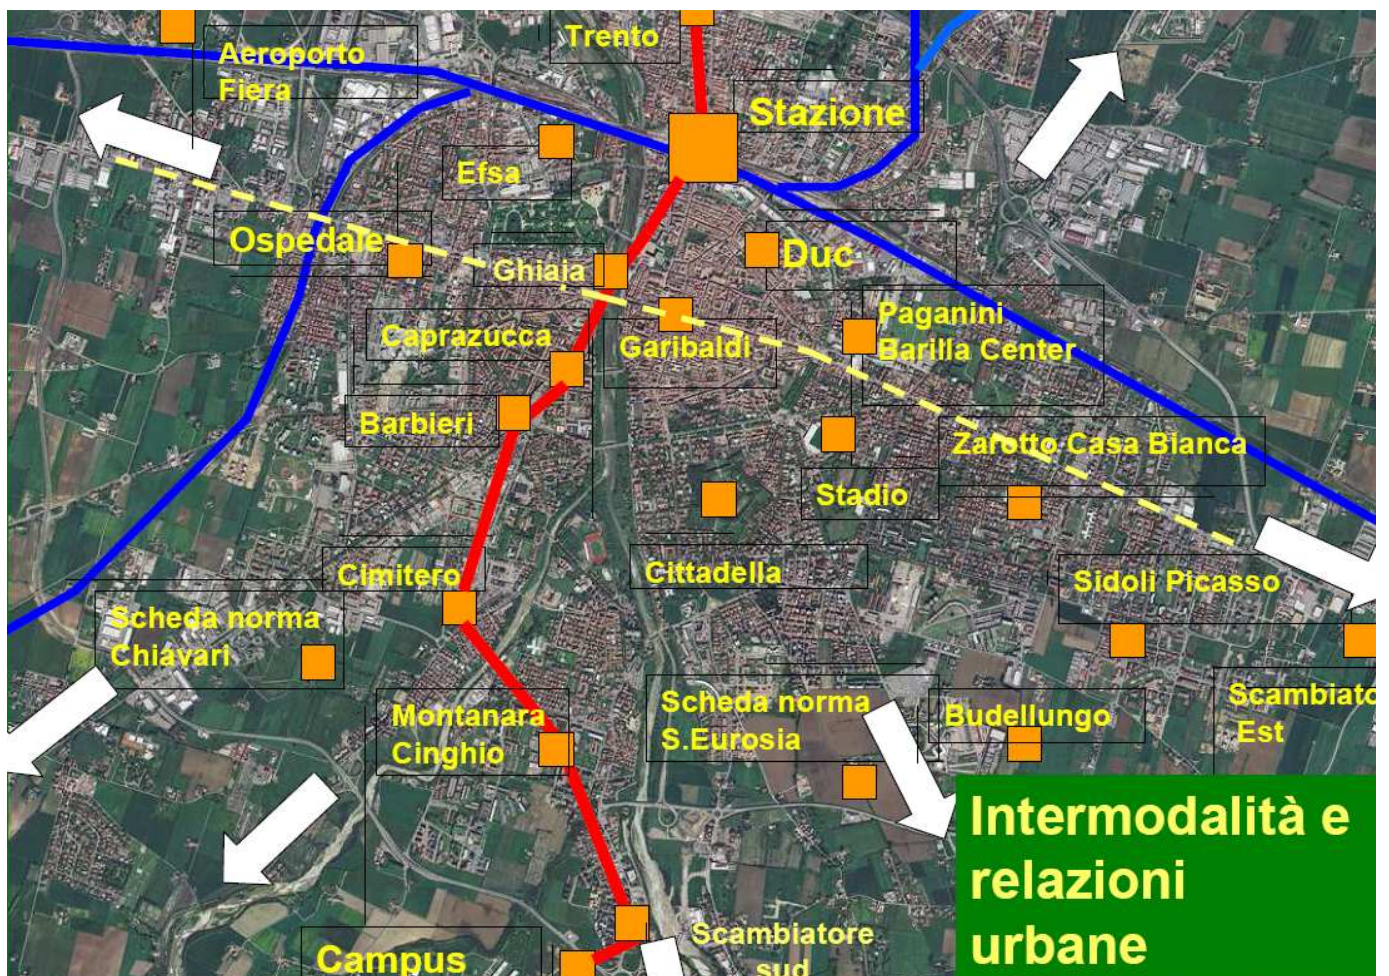 Aeroporto
Fiera
Trento
Stazione
Efsa
Ospedale
Ghiaia
Duc
Caprazucca
Garibaldi
Paganini
Barilla Center
Barbieri
Zarotto Casa Bianca
Stadio
Cimitero
Cittadella
Sidoli Picasso
Scheda norma
Chiávari
Montanara
Cinghio
Scheda norma
S.Eurosia
Budellungo
Scambiato
Est
Intermodalità e
relazioni
urbane
Scambiatore
sud
Campus